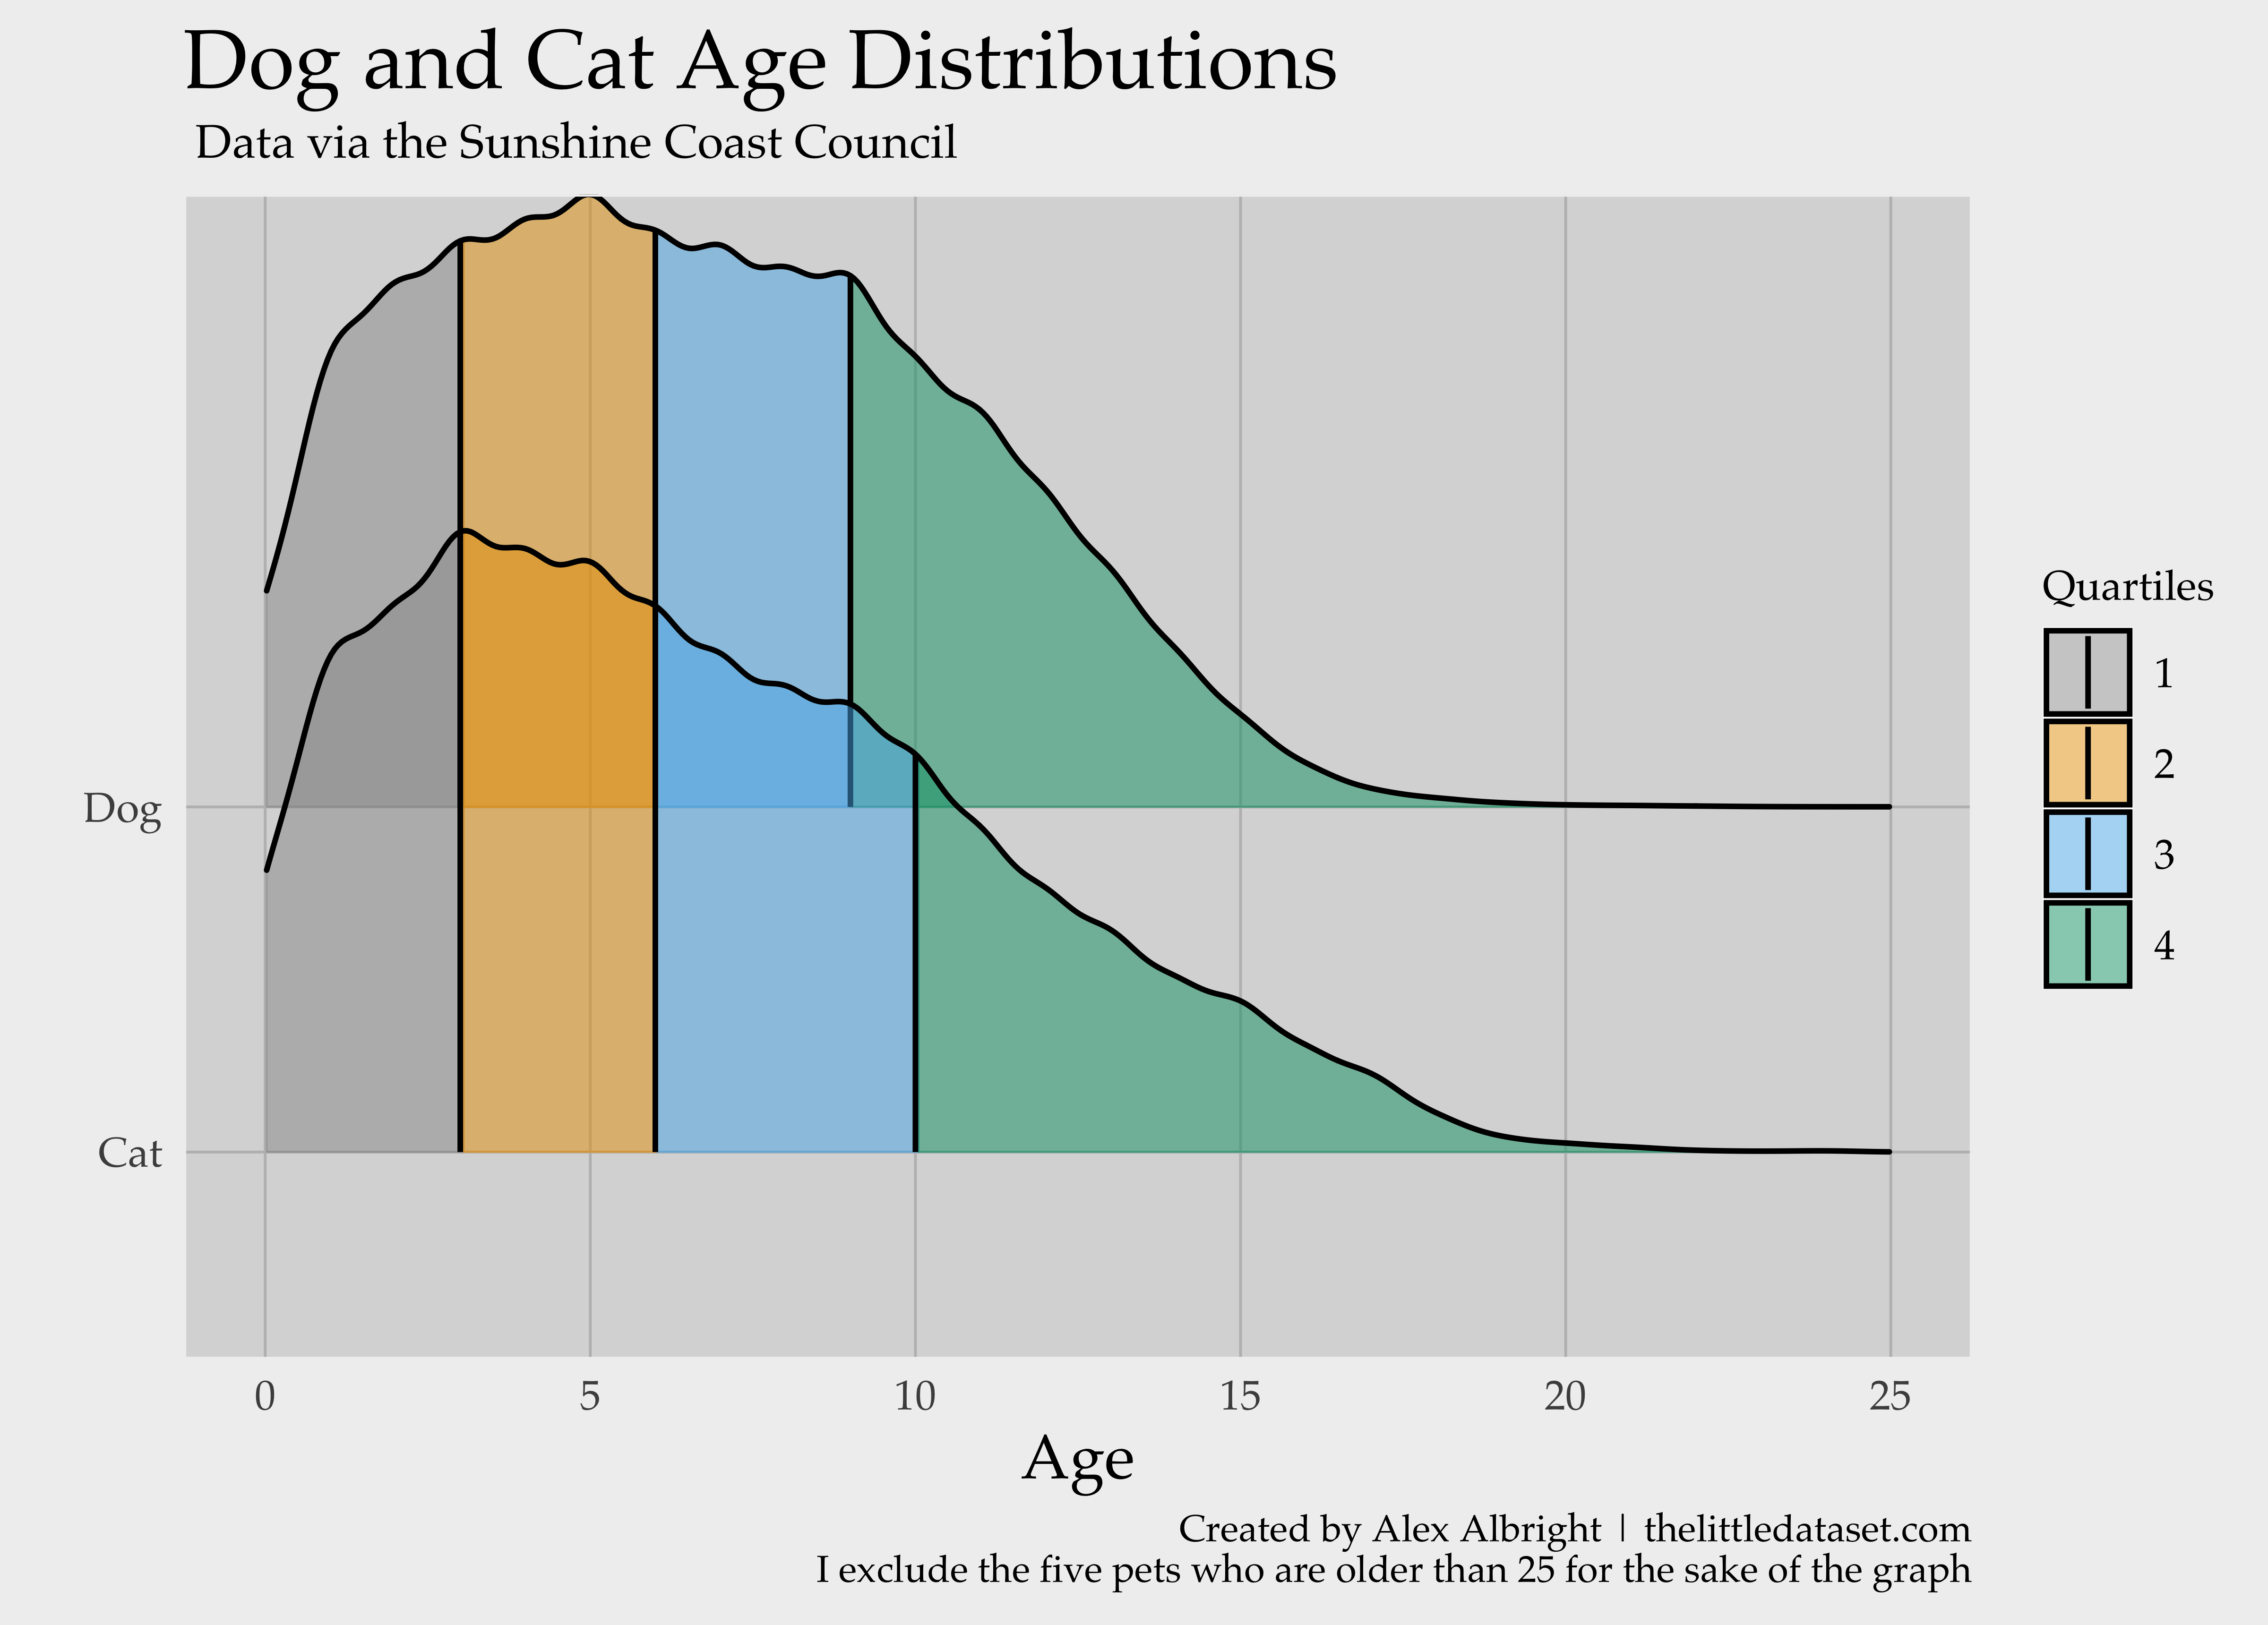 Dog and Cat Age Distributions
Data via the Sunshine Coast Council
Dog
Cat
0 5 10 15 20 25
Age
Quartiles
1
2
3
4
Created by Alex Albright | thelittledataset.com
I exclude the five pets who are older than 25 for the sake of the graph